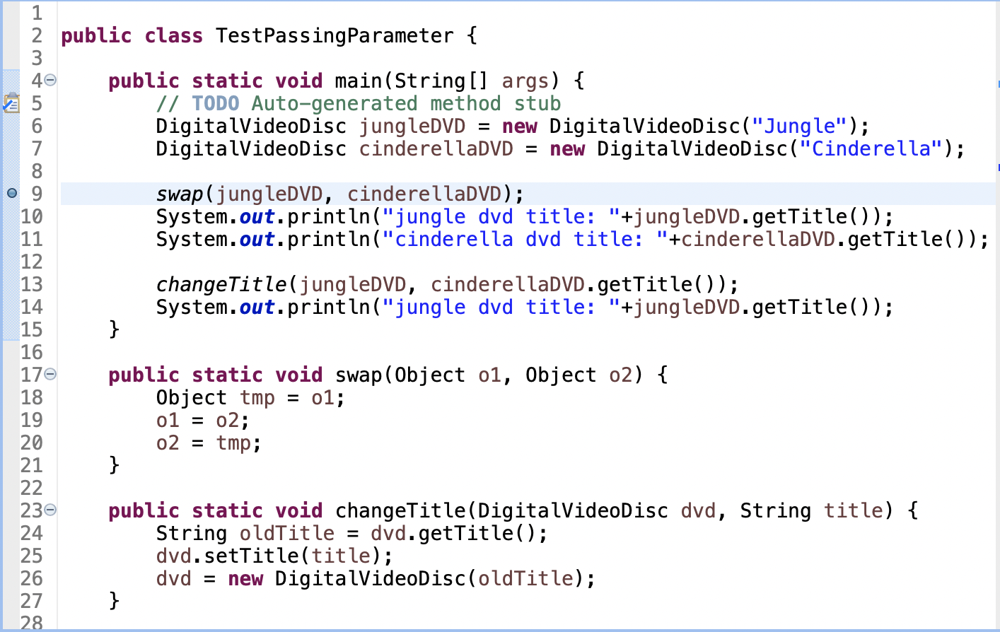 1
2 public class TestPassingParameter {
3
4 public static void main(String[] args) {
5 // TODO Auto-generated method stub
6 DigitalVideoDisc jungleDVD = new DigitalVideoDisc("Jungle");
7 DigitalVideoDisc cinderellaDVD = new DigitalVideoDisc("Cinderella");
8
9 swap(jungleDVD, cinderellaDVD);
10 System.out.println("jungle dvd title: "+jungleDVD.getTitle());
11 System.out.println("cinderella dvd title: "+cinderellaDVD.getTitle());
12
13 changeTitle(jungleDVD, cinderellaDVD.getTitle());
14 System.out.println("jungle dvd title: "+jungleDVD.getTitle());
15 }
16
17 public static void swap(Object o1, Object o2) {
18 Object tmp = o1;
19 o1 = o2;
20 o2 = tmp;
21 }
22
23 public static void changeTitle(DigitalVideoDisc dvd, String title) {
24 String oldTitle = dvd.getTitle();
25 dvd.setTitle(title);
26 dvd = new DigitalVideoDisc(oldTitle);
27 }
28